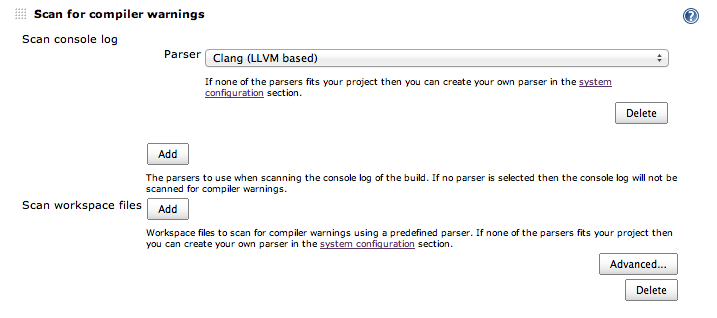 Scan for compiler warnings
Scan console log
Parser Clang (LLVM based)
If none of the parsers fits your project then you can create your own parser in the system
configuration section.
Delete
Add
The parsers to use when scanning the console log of the build. If no parser is selected then the console log will not be
scanned for compiler warnings.
Scan workspace files Add
Workspace files to scan for compiler warnings using a predefined parser. If none of the parsers fits your project then
you can create your own parser in the system configuration section.
Advanced...
Delete